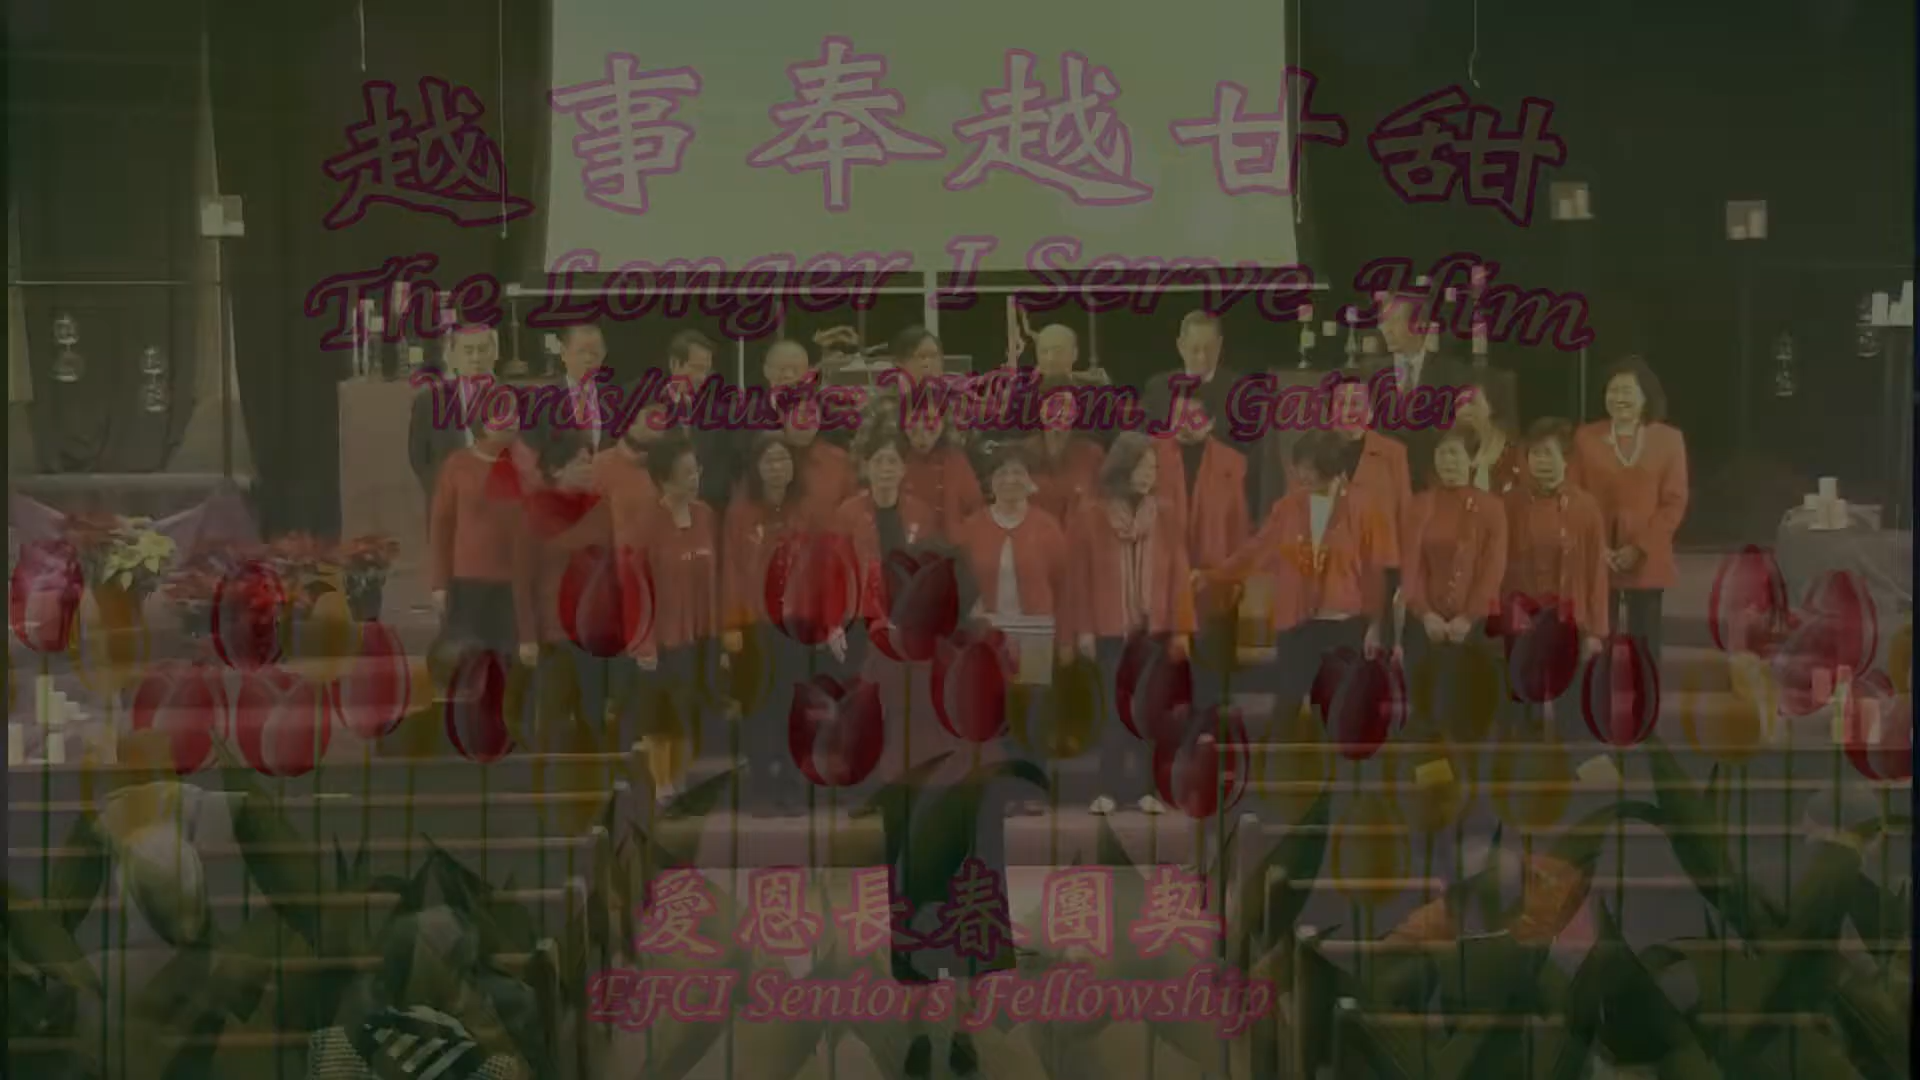 越事奉越甘甜
The Longer I Serve Him
Words/Music: William J. Gaither
愛恩長春團契
EFCI Seniors Fellowship